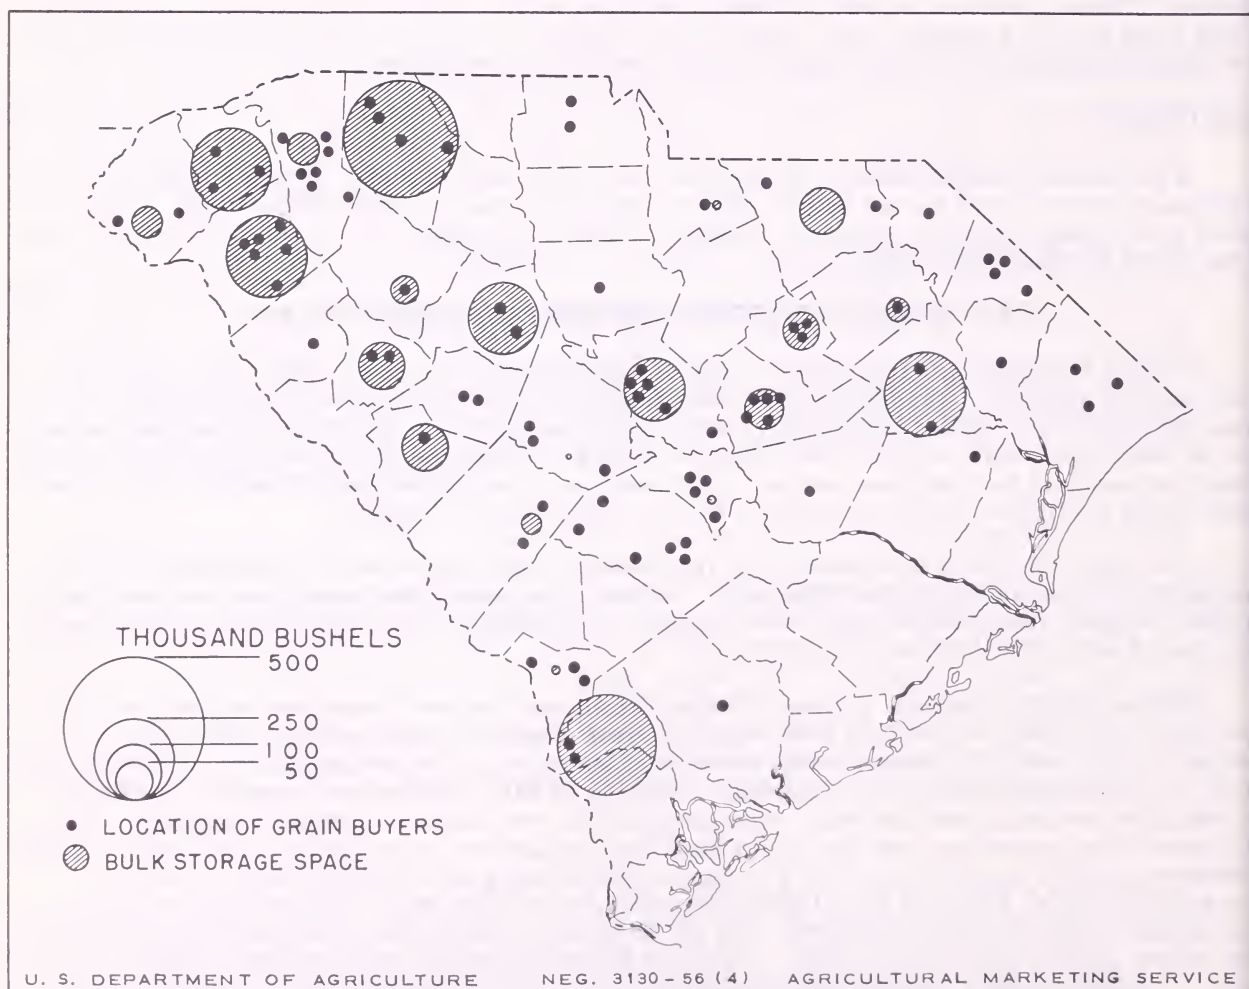 THOUSAND BUSHELS
500
250
100
50
LOCATION OF GRAIN BUYERS
BULK STORAGE SPACE
U. S. DEPARTMENT OF AGRICULTURE NEG. 3130-56 (4) AGRICULTURAL MARKETING SERVICE